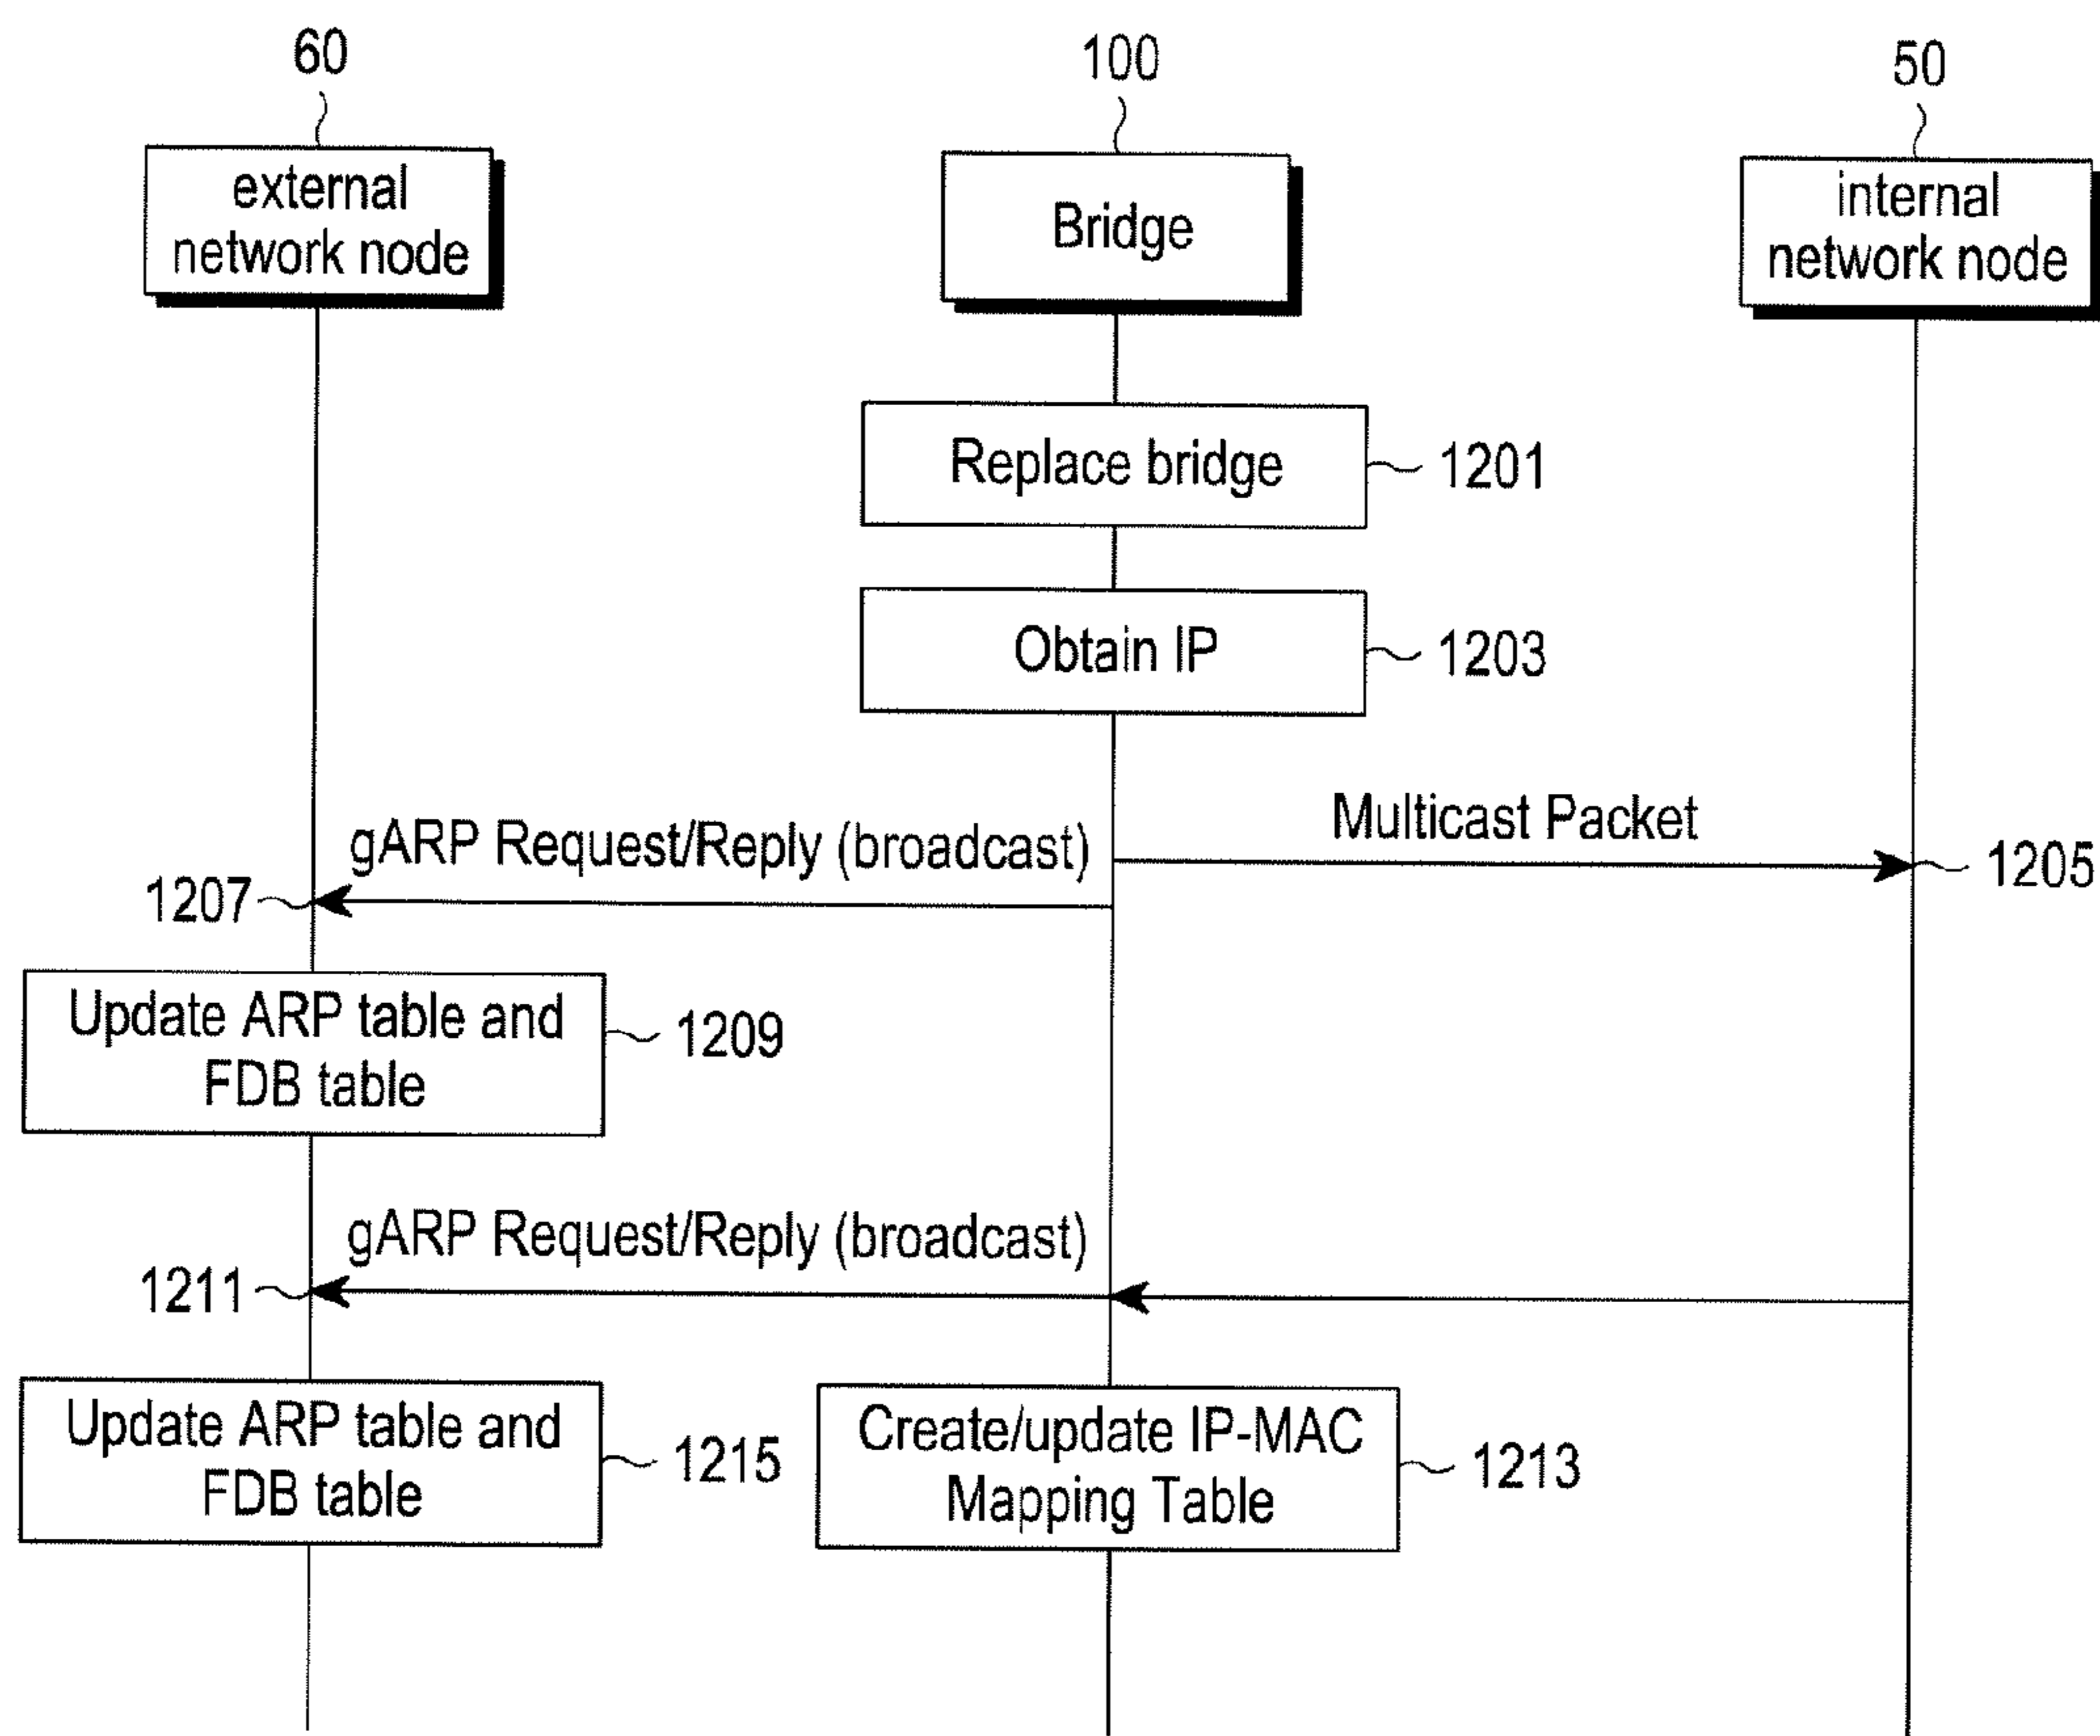 60
100
50
external
network node
Bridge
internal
network node
Replace bridge
1201
Obtain IP
1203
Multicast Packet
gARP Request/Reply (broadcast)
1205
1207
Update ARP table and
FDB table
1209
gARP Request/Reply (broadcast)
1211
Update ARP table and
FDB table
1215
Create/update IP-MAC
Mapping Table
1213